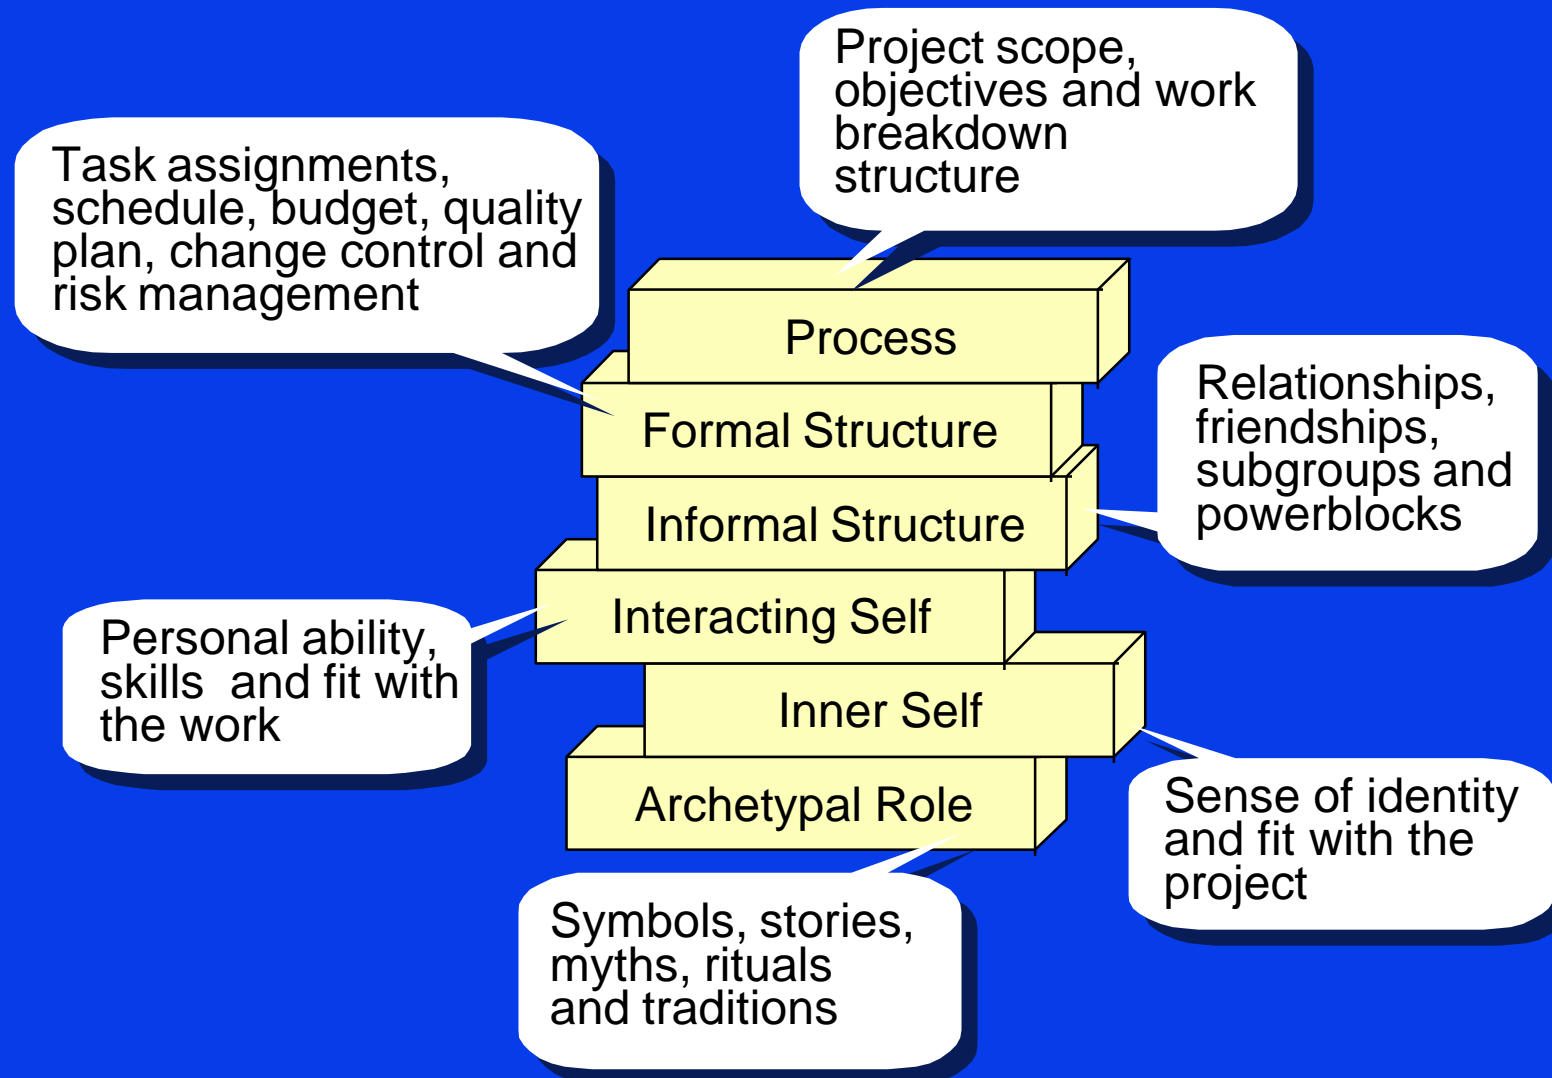 Project scope,
objectives and work
breakdown
structure
Task assignments,
schedule, budget, quality
plan, change control and
risk management
Process
Formal Structure
Relationships,
friendships,
subgroups and
powerblocks
Informal Structure
Interacting Self
Personal ability,
skills  and fit with
the work
Inner Self
Archetypal Role
Sense of identity
and fit with the
project
Symbols, stories,
myths, rituals
and traditions